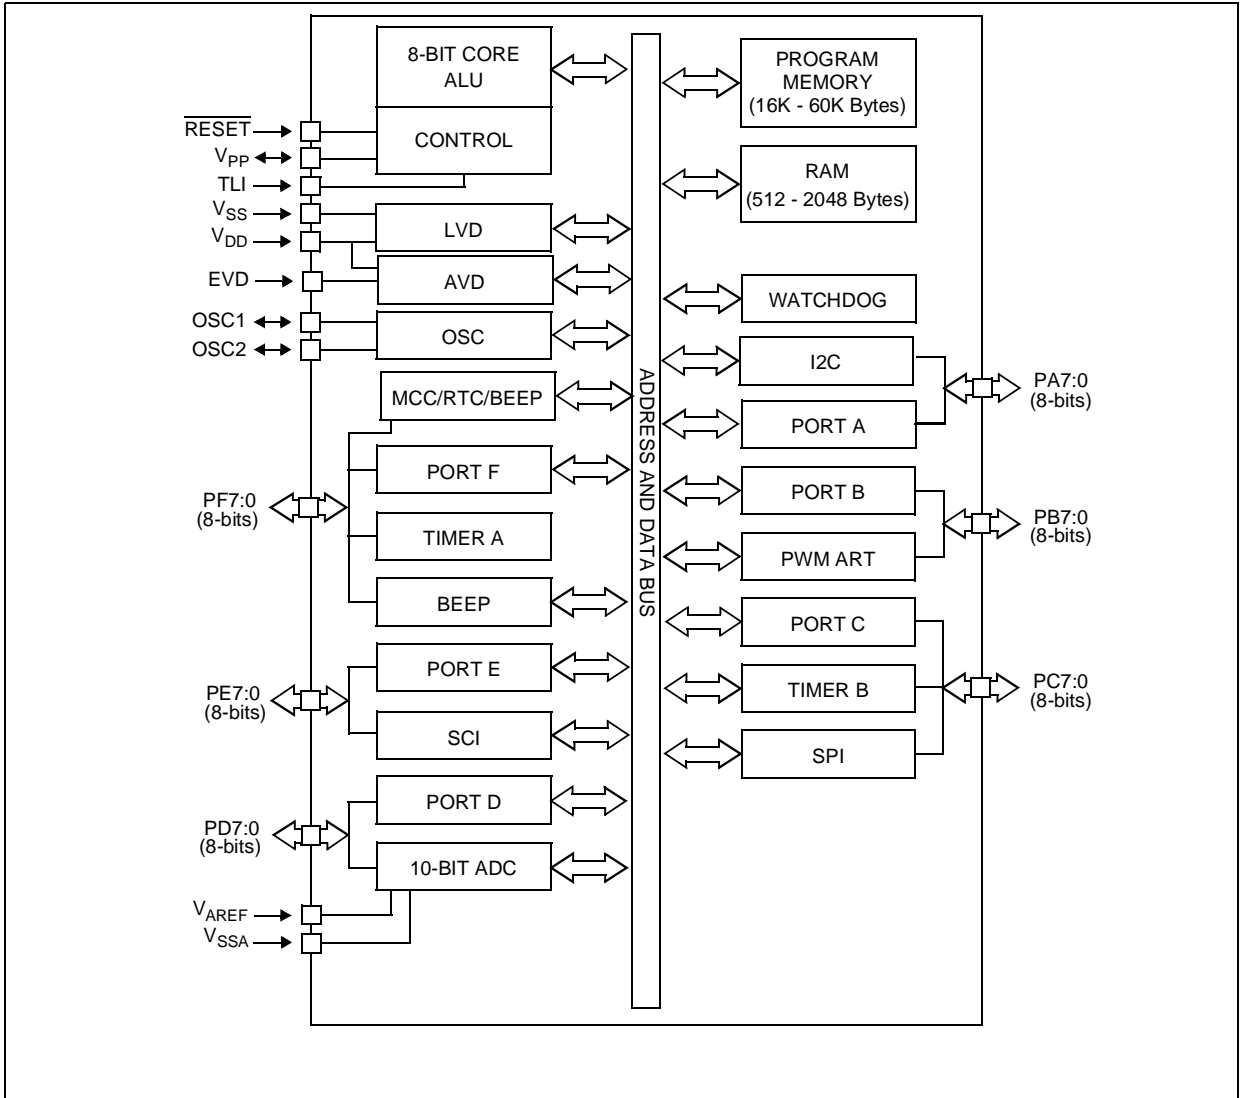 8-BIT CORE
ALU
CONTROL
RESET
VPP
TLI
VSS
VDD
EVD
OSC1
OSC2
LVD
AVD
OSC
MCC/RTC/BEEP
PORT F
TIMER A
BEEP
PF7:0
(8-bits)
PORT E
SCI
PE7:0
(8-bits)
PORT D
10-BIT ADC
PD7:0
(8-bits)
VAREF
VSSA
ADDRESS AND DATA BUS
PROGRAM
MEMORY
(16K - 60K Bytes)
RAM
(512 - 2048 Bytes)
WATCHDOG
I2C
PORT A
PA7:0
(8-bits)
PORT B
PWM ART
PB7:0
(8-bits)
PORT C
TIMER B
SPI
PC7:0
(8-bits)